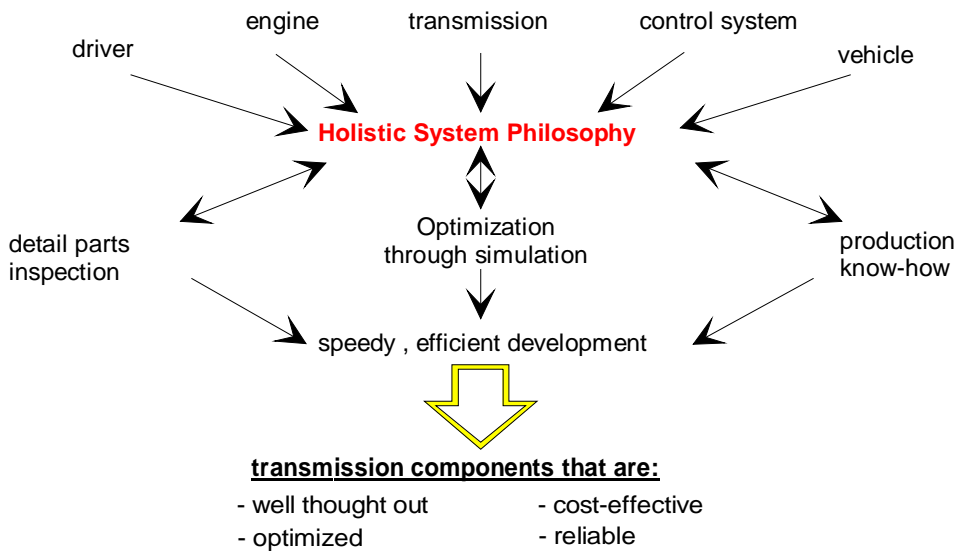 engine
transmission
control system
driver
vehicle
Holistic System Philosophy
detail parts
inspection
Optimization
through simulation
production
know-how
speedy , efficient development
transmission components that are:
- well thought out
- cost-effective
- optimized
- reliable